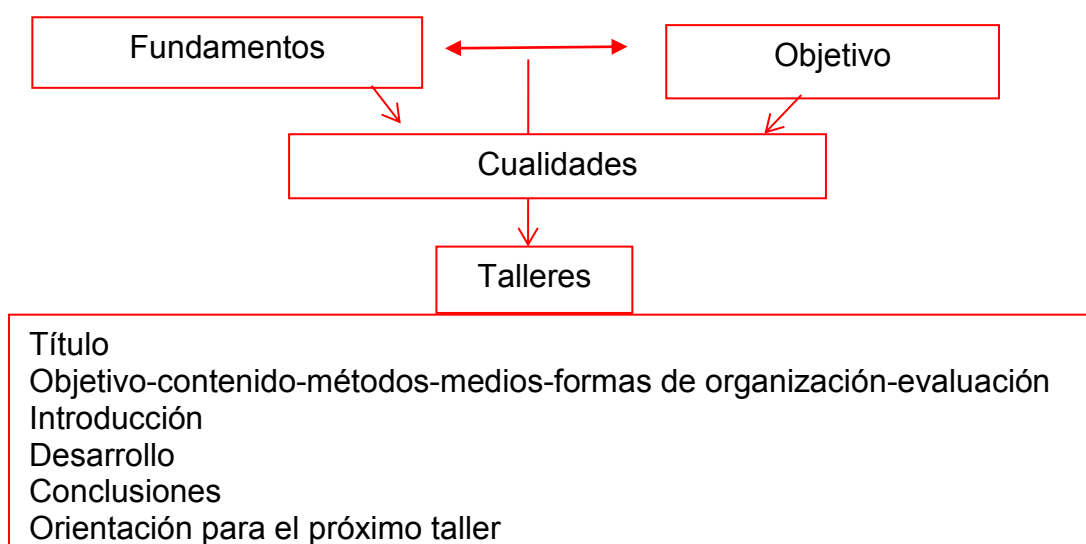 Fundamentos
Objetivo
Cualidades
Talleres
Título
Objetivo-contenido-métodos-medios-formas de organización-evaluación
Introducción
Desarrollo
Conclusiones
Orientación para el próximo taller